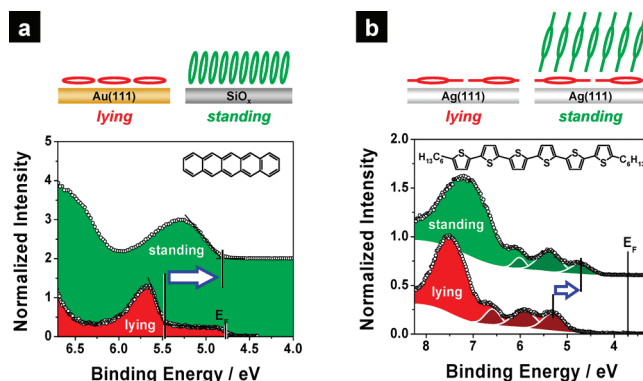 a
Au(111)
SiOx
lying
standing
Normalized Intensity
4
3
2
1
0
standing
lying
EF
6.5
6.0
5.5
5.0
4.5
4.0
Binding Energy / eV
b
Ag(111)
Ag(111)
lying
standing
Normalized Intensity
2.0
1.5
1.0
0.5
0.0
H13C6
S
S
S
S
S
S
C6H13
standing
lying
EF
8
7
6
5
4
Binding Energy / eV